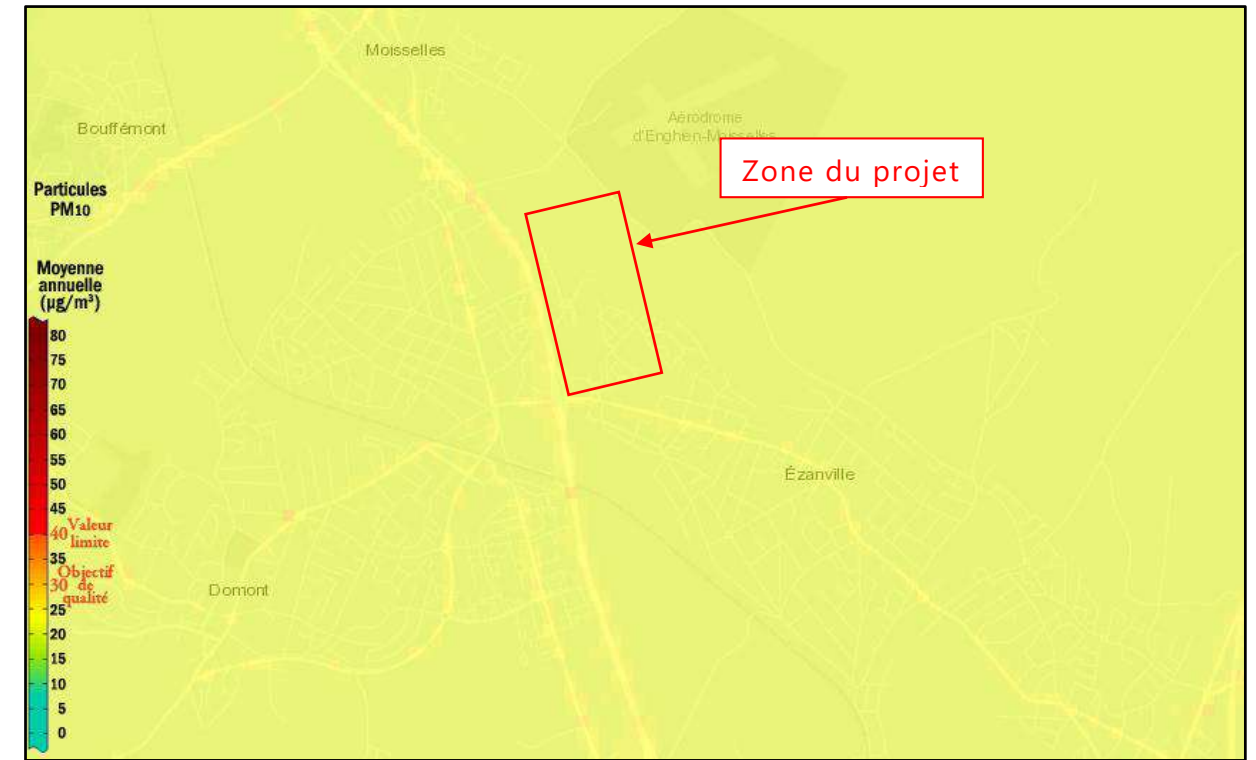 Moisselles
Bouffémont
Aérodrome
d'Enghien-Moisselles
Zone du projet
Particules
PM10
Moyenne
annuelle
(µg/m³)
80
75
70
65
60
55
50
45
40 Valeur
limite
35
Objectif
30 de
qualité
25
20
15
10
5
0
Ézanville
Domont